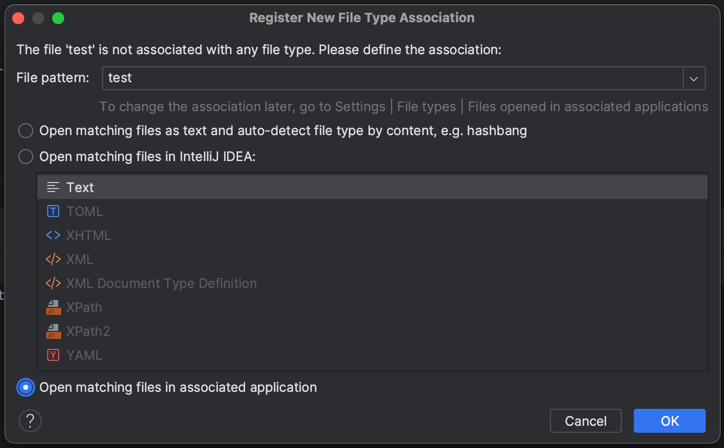 Register New File Type Association
The file 'test' is not associated with any file type. Please define the association:
File pattern: test
To change the association later, go to Settings | File types | Files opened in associated applications
Open matching files as text and auto-detect file type by content, e.g. hashbang
Open matching files in IntelliJ IDEA:
Text
T TOML
<> XHTML
</> XML
</> XML Document Type Definition
XPath
XPath2
Y YAML
Open matching files in associated application
? Cancel OK